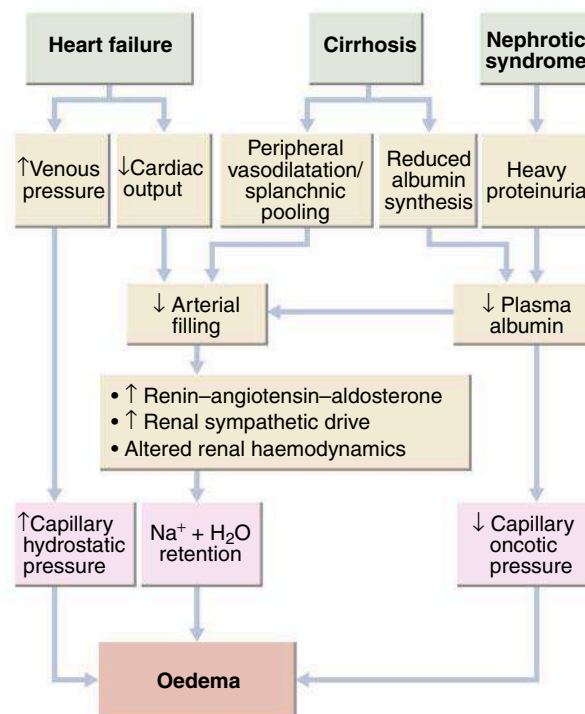 Heart failure
Cirrhosis
Nephrotic
syndrome
↑Venous
pressure
↓Cardiac
output
Peripheral
vasodilatation/
splanchnic
pooling
Reduced
albumin
synthesis
Heavy
proteinuria
↓ Arterial
filling
↓ Plasma
albumin
• ↑ Renin–angiotensin–aldosterone
• ↑ Renal sympathetic drive
• Altered renal haemodynamics
↑Capillary
hydrostatic
pressure
Na⁺ + H₂O
retention
↓ Capillary
oncotic
pressure
Oedema